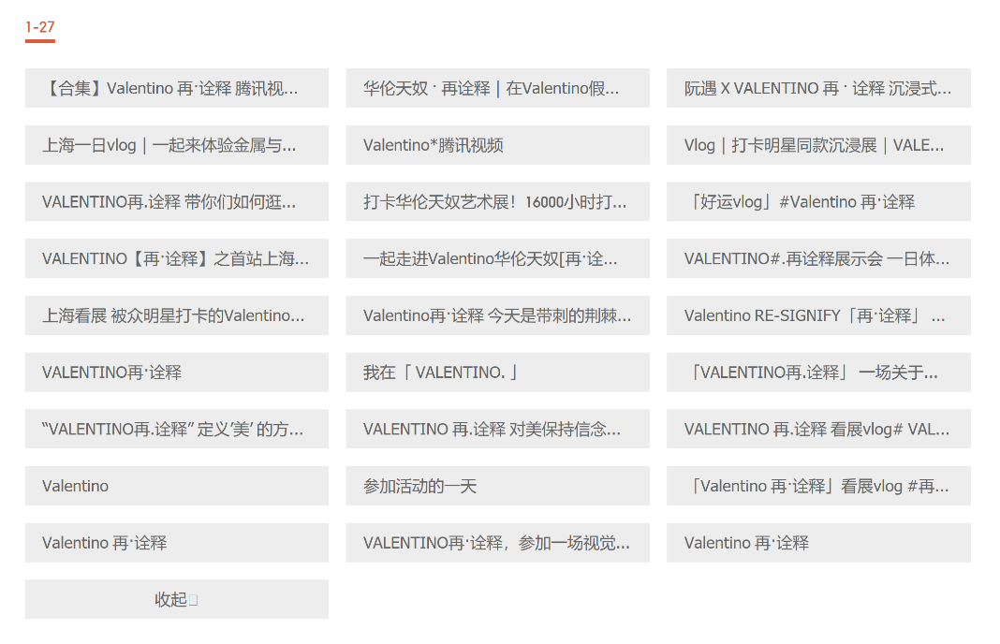 1-27
【合集】Valentino 再·诠释 腾讯视...
华伦天奴 · 再诠释 | 在Valentino假...
阮遇 X VALENTINO 再 · 诠释 沉浸式...
上海一日vlog | 一起来体验金属与...
Valentino*腾讯视频
Vlog | 打卡明星同款沉浸展 | VALE...
VALENTINO再.诠释 带你们如何逛...
打卡华伦天奴艺术展！16000小时打...
「好运vlog」#Valentino 再·诠释
VALENTINO【再·诠释】之首站上海...
一起走进Valentino华伦天奴[再·诠...
VALENTINO#.再诠释展示会 一日体...
上海看展 被众明星打卡的Valentino...
Valentino再·诠释 今天是带刺的荆棘...
Valentino RE-SIGNIFY「再·诠释」 ...
VALENTINO再·诠释
我在「 VALENTINO. 」
「VALENTINO再.诠释」 一场关于...
“VALENTINO再.诠释” 定义‘美’ 的方...
VALENTINO 再.诠释 对美保持信念...
VALENTINO 再.诠释 看展vlog# VAL...
Valentino
参加活动的一天
「Valentino 再·诠释」看展vlog #再...
Valentino 再·诠释
VALENTINO再·诠释，参加一场视觉...
Valentino 再·诠释
收起